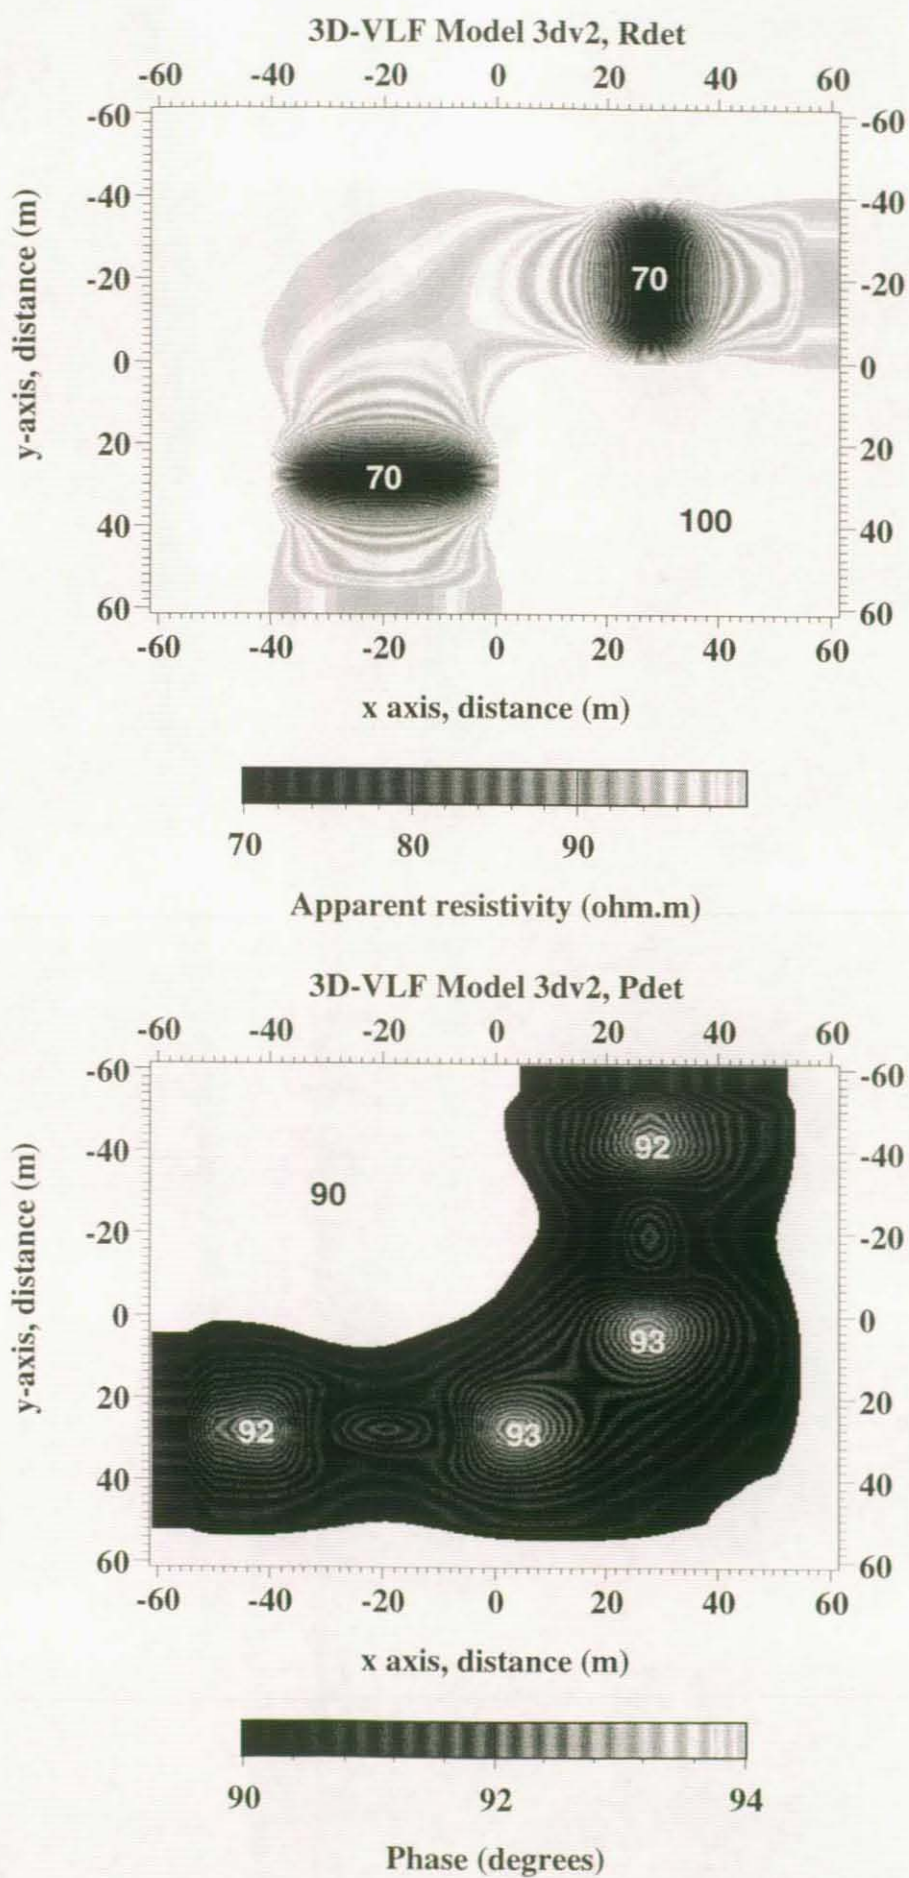 3D-VLF Model 3dv2, Rdet
-60 -40 -20 0 20 40 60
-60 -60
-40 -40
-20 -20
0 0
20 20
40 40
60 60
y-axis, distance (m)
70
70
100
-60 -40 -20 0 20 40 60
x axis, distance (m)
70 80 90
Apparent resistivity (ohm.m)
3D-VLF Model 3dv2, Pdet
-60 -40 -20 0 20 40 60
-60 -60
-40 -40
-20 -20
0 0
20 20
40 40
60 60
y-axis, distance (m)
92
90
93
92 93
-60 -40 -20 0 20 40 60
x axis, distance (m)
90 92 94
Phase (degrees)